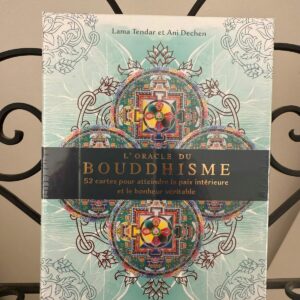 Lama Tendar et Ani Dechen
L'ORACLE DU
BOUDDHISME
52 cartes pour atteindre la paix intérieure
et le bonheur véritable